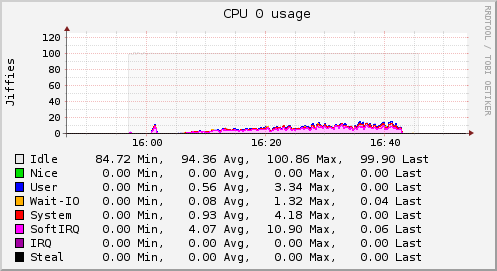 CPU 0 usage
RRDTOOL / TOBI OETIKER
Jiffies
120
100
80
60
40
20
0
16:00 16:20 16:40
Idle 84.72 Min, 94.36 Avg, 100.86 Max, 99.90 Last
Nice 0.00 Min, 0.00 Avg, 0.00 Max, 0.00 Last
User 0.00 Min, 0.56 Avg, 3.34 Max, 0.00 Last
Wait-IO 0.00 Min, 0.08 Avg, 1.32 Max, 0.04 Last
System 0.00 Min, 0.93 Avg, 4.18 Max, 0.00 Last
SoftIRQ 0.00 Min, 4.07 Avg, 10.90 Max, 0.06 Last
IRQ 0.00 Min, 0.00 Avg, 0.00 Max, 0.00 Last
Steal 0.00 Min, 0.00 Avg, 0.00 Max, 0.00 Last